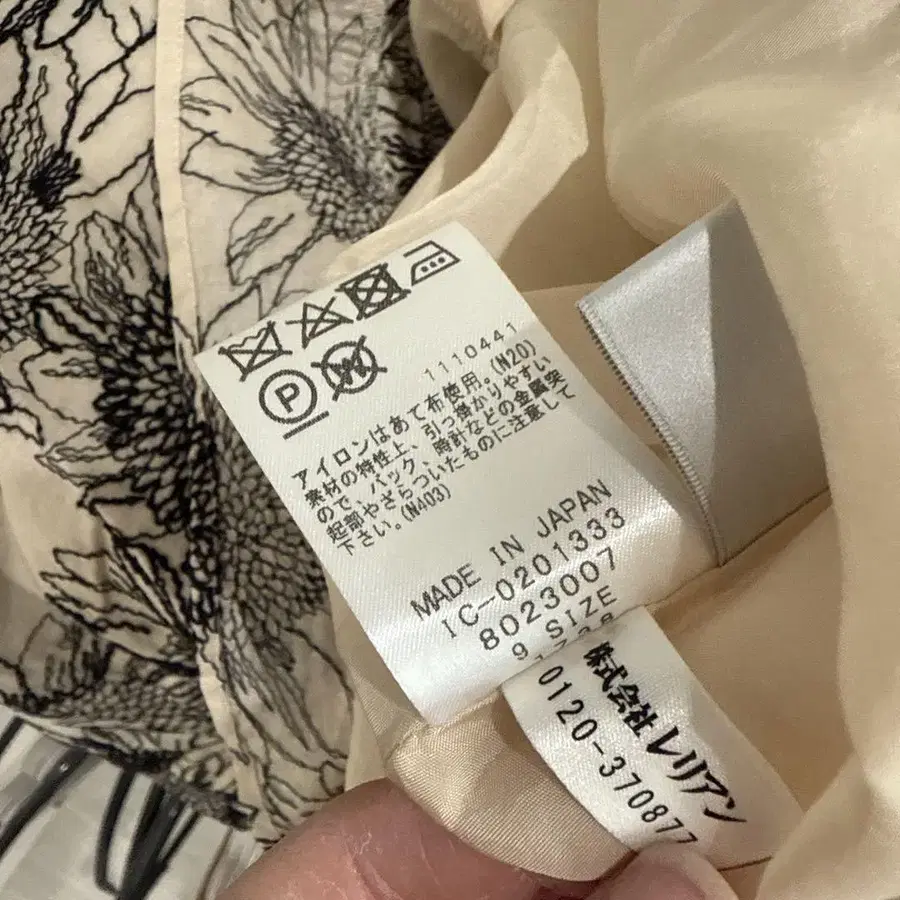 P
W
1110441
アイロンはあて布使用。(N20)
素材の特性上、引っ掛かりやすい
ので、バック、時計などの金属突
起部やざらついたものに注意して
下さい。(N403)
MADE IN JAPAN
IC-0201333
8023007
9 SIZE
株式会社 レリアン
0120-370877